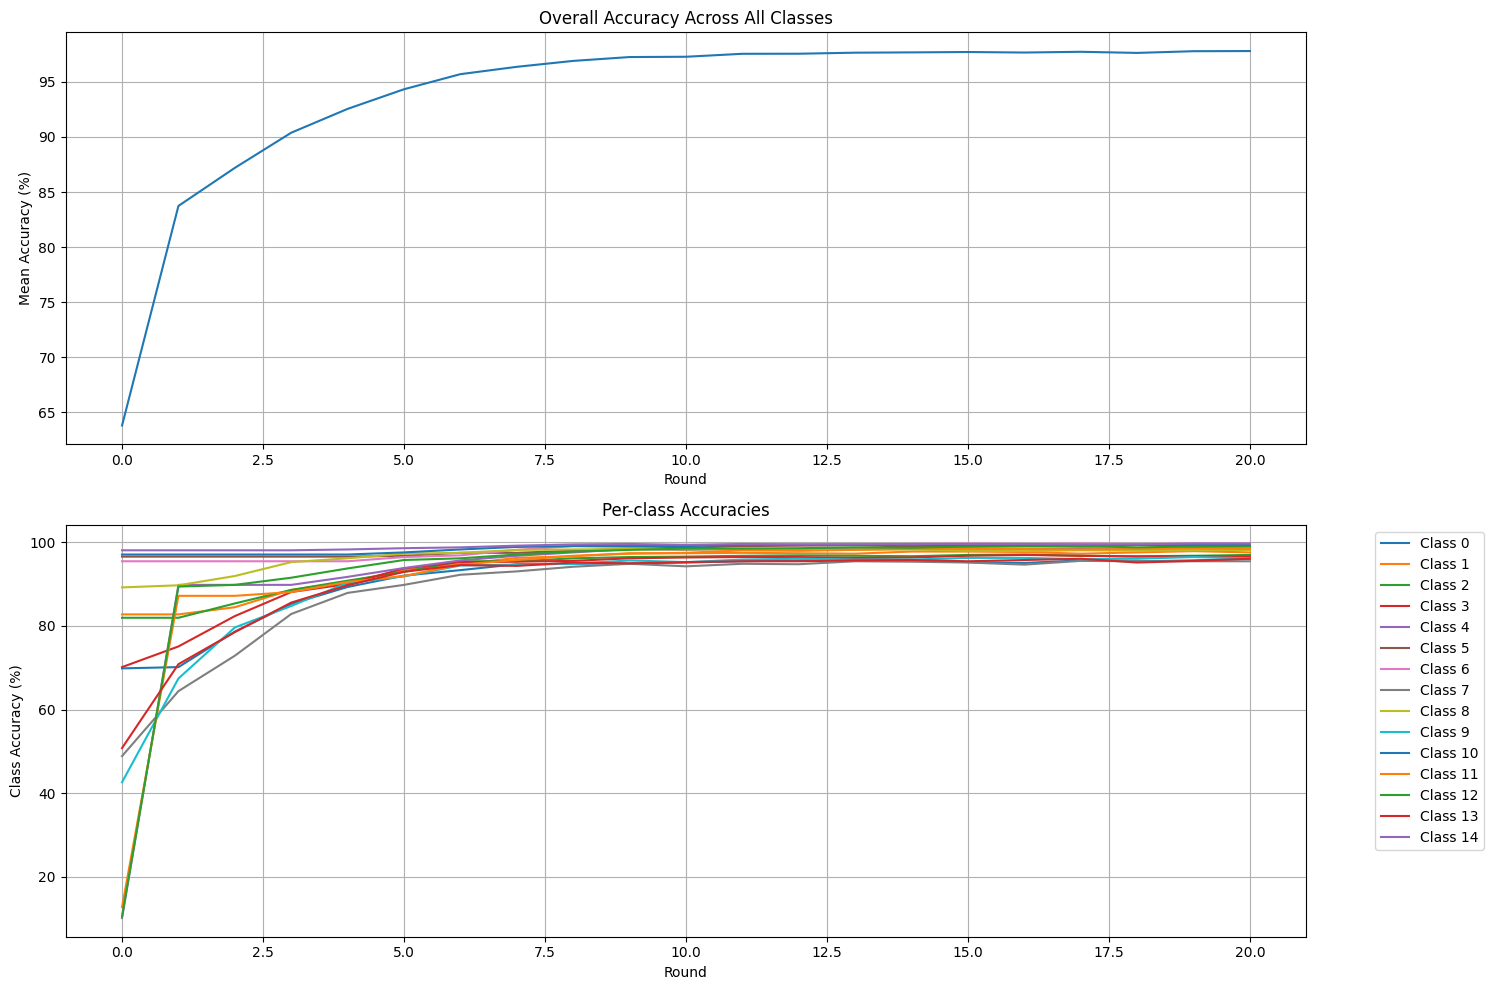 Overall Accuracy Across All Classes
Mean Accuracy (%)
95
90
85
80
75
70
65
0.0 2.5 5.0 7.5 10.0 12.5 15.0 17.5 20.0
Round
Per-class Accuracies
Class Accuracy (%)
100
80
60
40
20
0.0 2.5 5.0 7.5 10.0 12.5 15.0 17.5 20.0
Round
Class 0
Class 1
Class 2
Class 3
Class 4
Class 5
Class 6
Class 7
Class 8
Class 9
Class 10
Class 11
Class 12
Class 13
Class 14